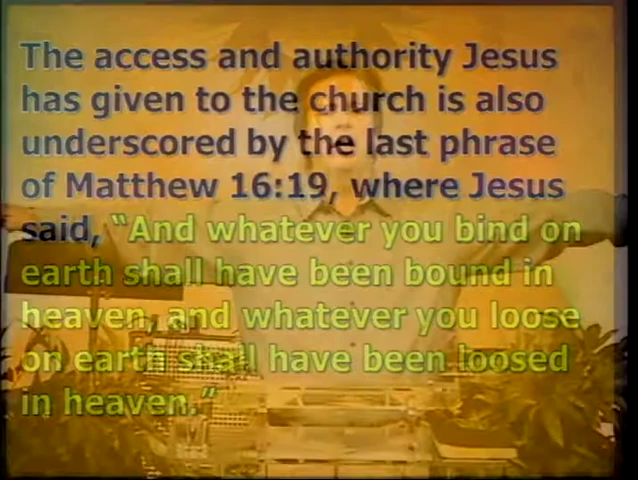 The access and authority Jesus
has given to the church is also
underscored by the last phrase
of Matthew 16:19, where Jesus
said, “And whatever you bind on
earth shall have been bound in
heaven, and whatever you loose
on earth shall have been loosed
in heaven.”